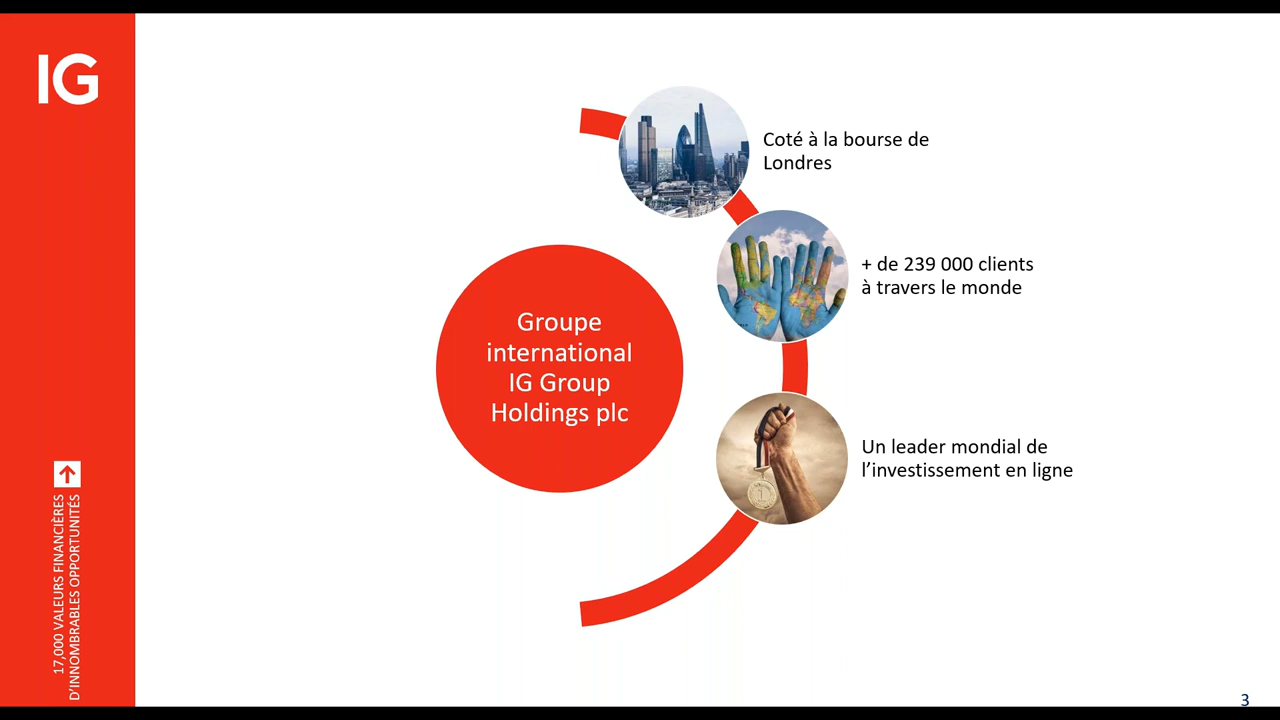 IG
17,000 VALEURS FINANCIÈRES
D'INNOMBRABLES OPPORTUNITÉS
Groupe
international
IG Group
Holdings plc
Coté à la bourse de
Londres
+ de 239 000 clients
à travers le monde
Un leader mondial de
l’investissement en ligne
3